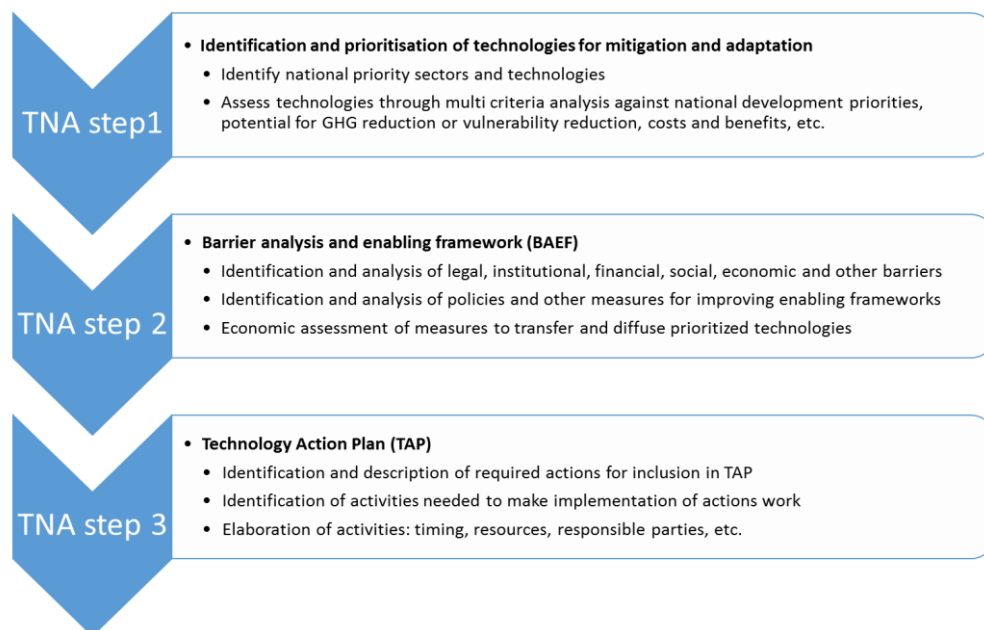 TNA step1
• Identification and prioritisation of technologies for mitigation and adaptation
• Identify national priority sectors and technologies
• Assess technologies through multi criteria analysis against national development priorities,
potential for GHG reduction or vulnerability reduction, costs and benefits, etc.
TNA step 2
• Barrier analysis and enabling framework (BAEF)
• Identification and analysis of legal, institutional, financial, social, economic and other barriers
• Identification and analysis of policies and other measures for improving enabling frameworks
• Economic assessment of measures to transfer and diffuse prioritized technologies
TNA step 3
• Technology Action Plan (TAP)
• Identification and description of required actions for inclusion in TAP
• Identification of activities needed to make implementation of actions work
• Elaboration of activities: timing, resources, responsible parties, etc.